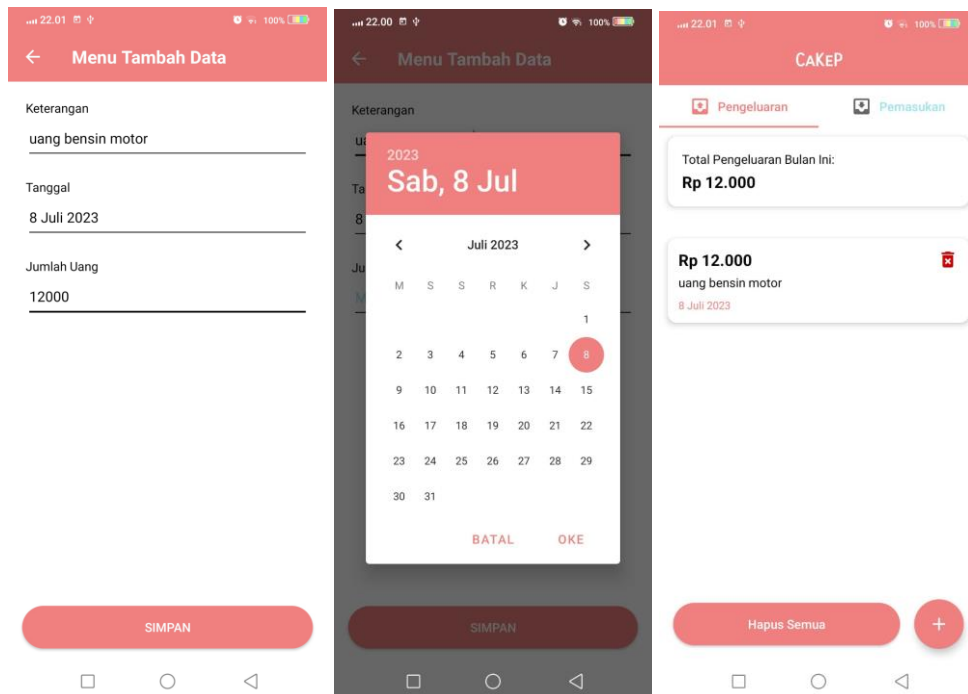 22.01 100%
Menu Tambah Data
Keterangan
uang bensin motor
Tanggal
8 Juli 2023
Jumlah Uang
12000
SIMPAN
22.00 100%
Menu Tambah Data
Keterangan
ua
2023
Sab, 8 Jul
Ta
8
Juli 2023
Ju
M
M S S R K J S
1
2 3 4 5 6 7 8
9 10 11 12 13 14 15
16 17 18 19 20 21 22
23 24 25 26 27 28 29
30 31
BATAL OKE
SIMPAN
22.01 100%
CAKEP
Pengeluaran Pemasukan
Total Pengeluaran Bulan Ini:
Rp 12.000
Rp 12.000
uang bensin motor
8 Juli 2023
Hapus Semua +